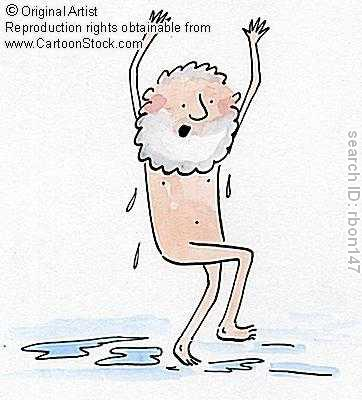 © Original Artist
Reproduction rights obtainable from
www.CartoonStock.com
search ID: rbon147